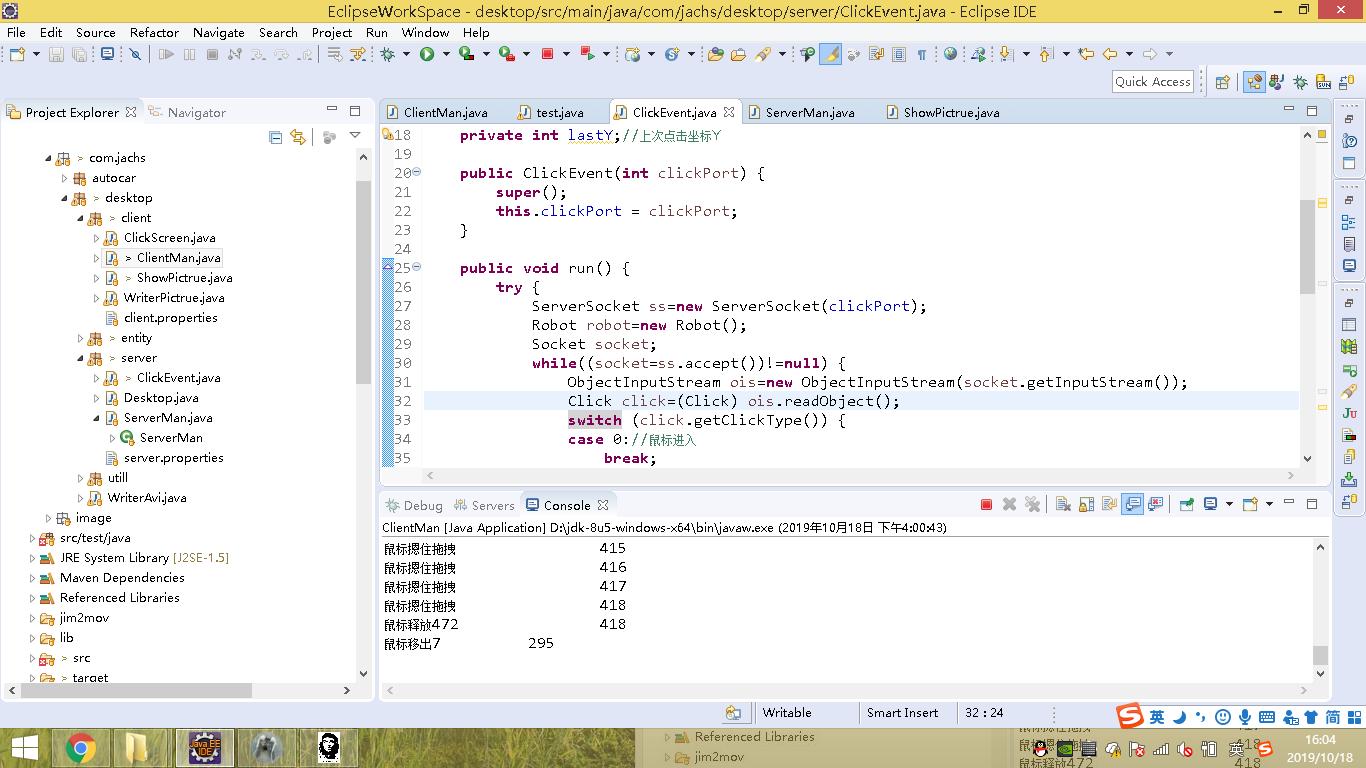 EclipseWorkSpace - desktop/src/main/java/com/jachs/desktop/server/ClickEvent.java - Eclipse IDE
File Edit Source Refactor Navigate Search Project Run Window Help
Quick Access
Project Explorer Navigator
> com.jachs
autocar
> desktop
> client
ClickScreen.java
> ClientMan.java
> ShowPictrue.java
WriterPictrue.java
client.properties
> entity
> server
> ClickEvent.java
Desktop.java
ServerMan.java
ServerMan
server.properties
utill
WriterAvi.java
image
src/test/java
JRE System Library [J2SE-1.5]
Maven Dependencies
Referenced Libraries
jim2mov
lib
> src
> target
ClientMan.java test.java ClickEvent.java ServerMan.java ShowPictrue.java
18 private int lastY;//上次点击坐标Y
19
20 public ClickEvent(int clickPort) {
21 super();
22 this.clickPort = clickPort;
23 }
24
25 public void run() {
26 try {
27 ServerSocket ss=new ServerSocket(clickPort);
28 Robot robot=new Robot();
29 Socket socket;
30 while((socket=ss.accept())!=null) {
31 ObjectInputStream ois=new ObjectInputStream(socket.getInputStream());
32 Click click=(Click) ois.readObject();
33 switch (click.getClickType()) {
34 case 0://鼠标进入
35 break;
Debug Servers Console
ClientMan [Java Application] D:\jdk-8u5-windows-x64\bin\javaw.exe (2019年10月18日 下午4:00:43)
鼠标摁住拖拽 415
鼠标摁住拖拽 416
鼠标摁住拖拽 417
鼠标摁住拖拽 418
鼠标释放472 418
鼠标移出7 295
Writable Smart Insert 32 : 24
英 简
Java EE
IDE
Referenced Libraries
jim2mov
鼠标释放472 418
英
16:04
2019/10/18